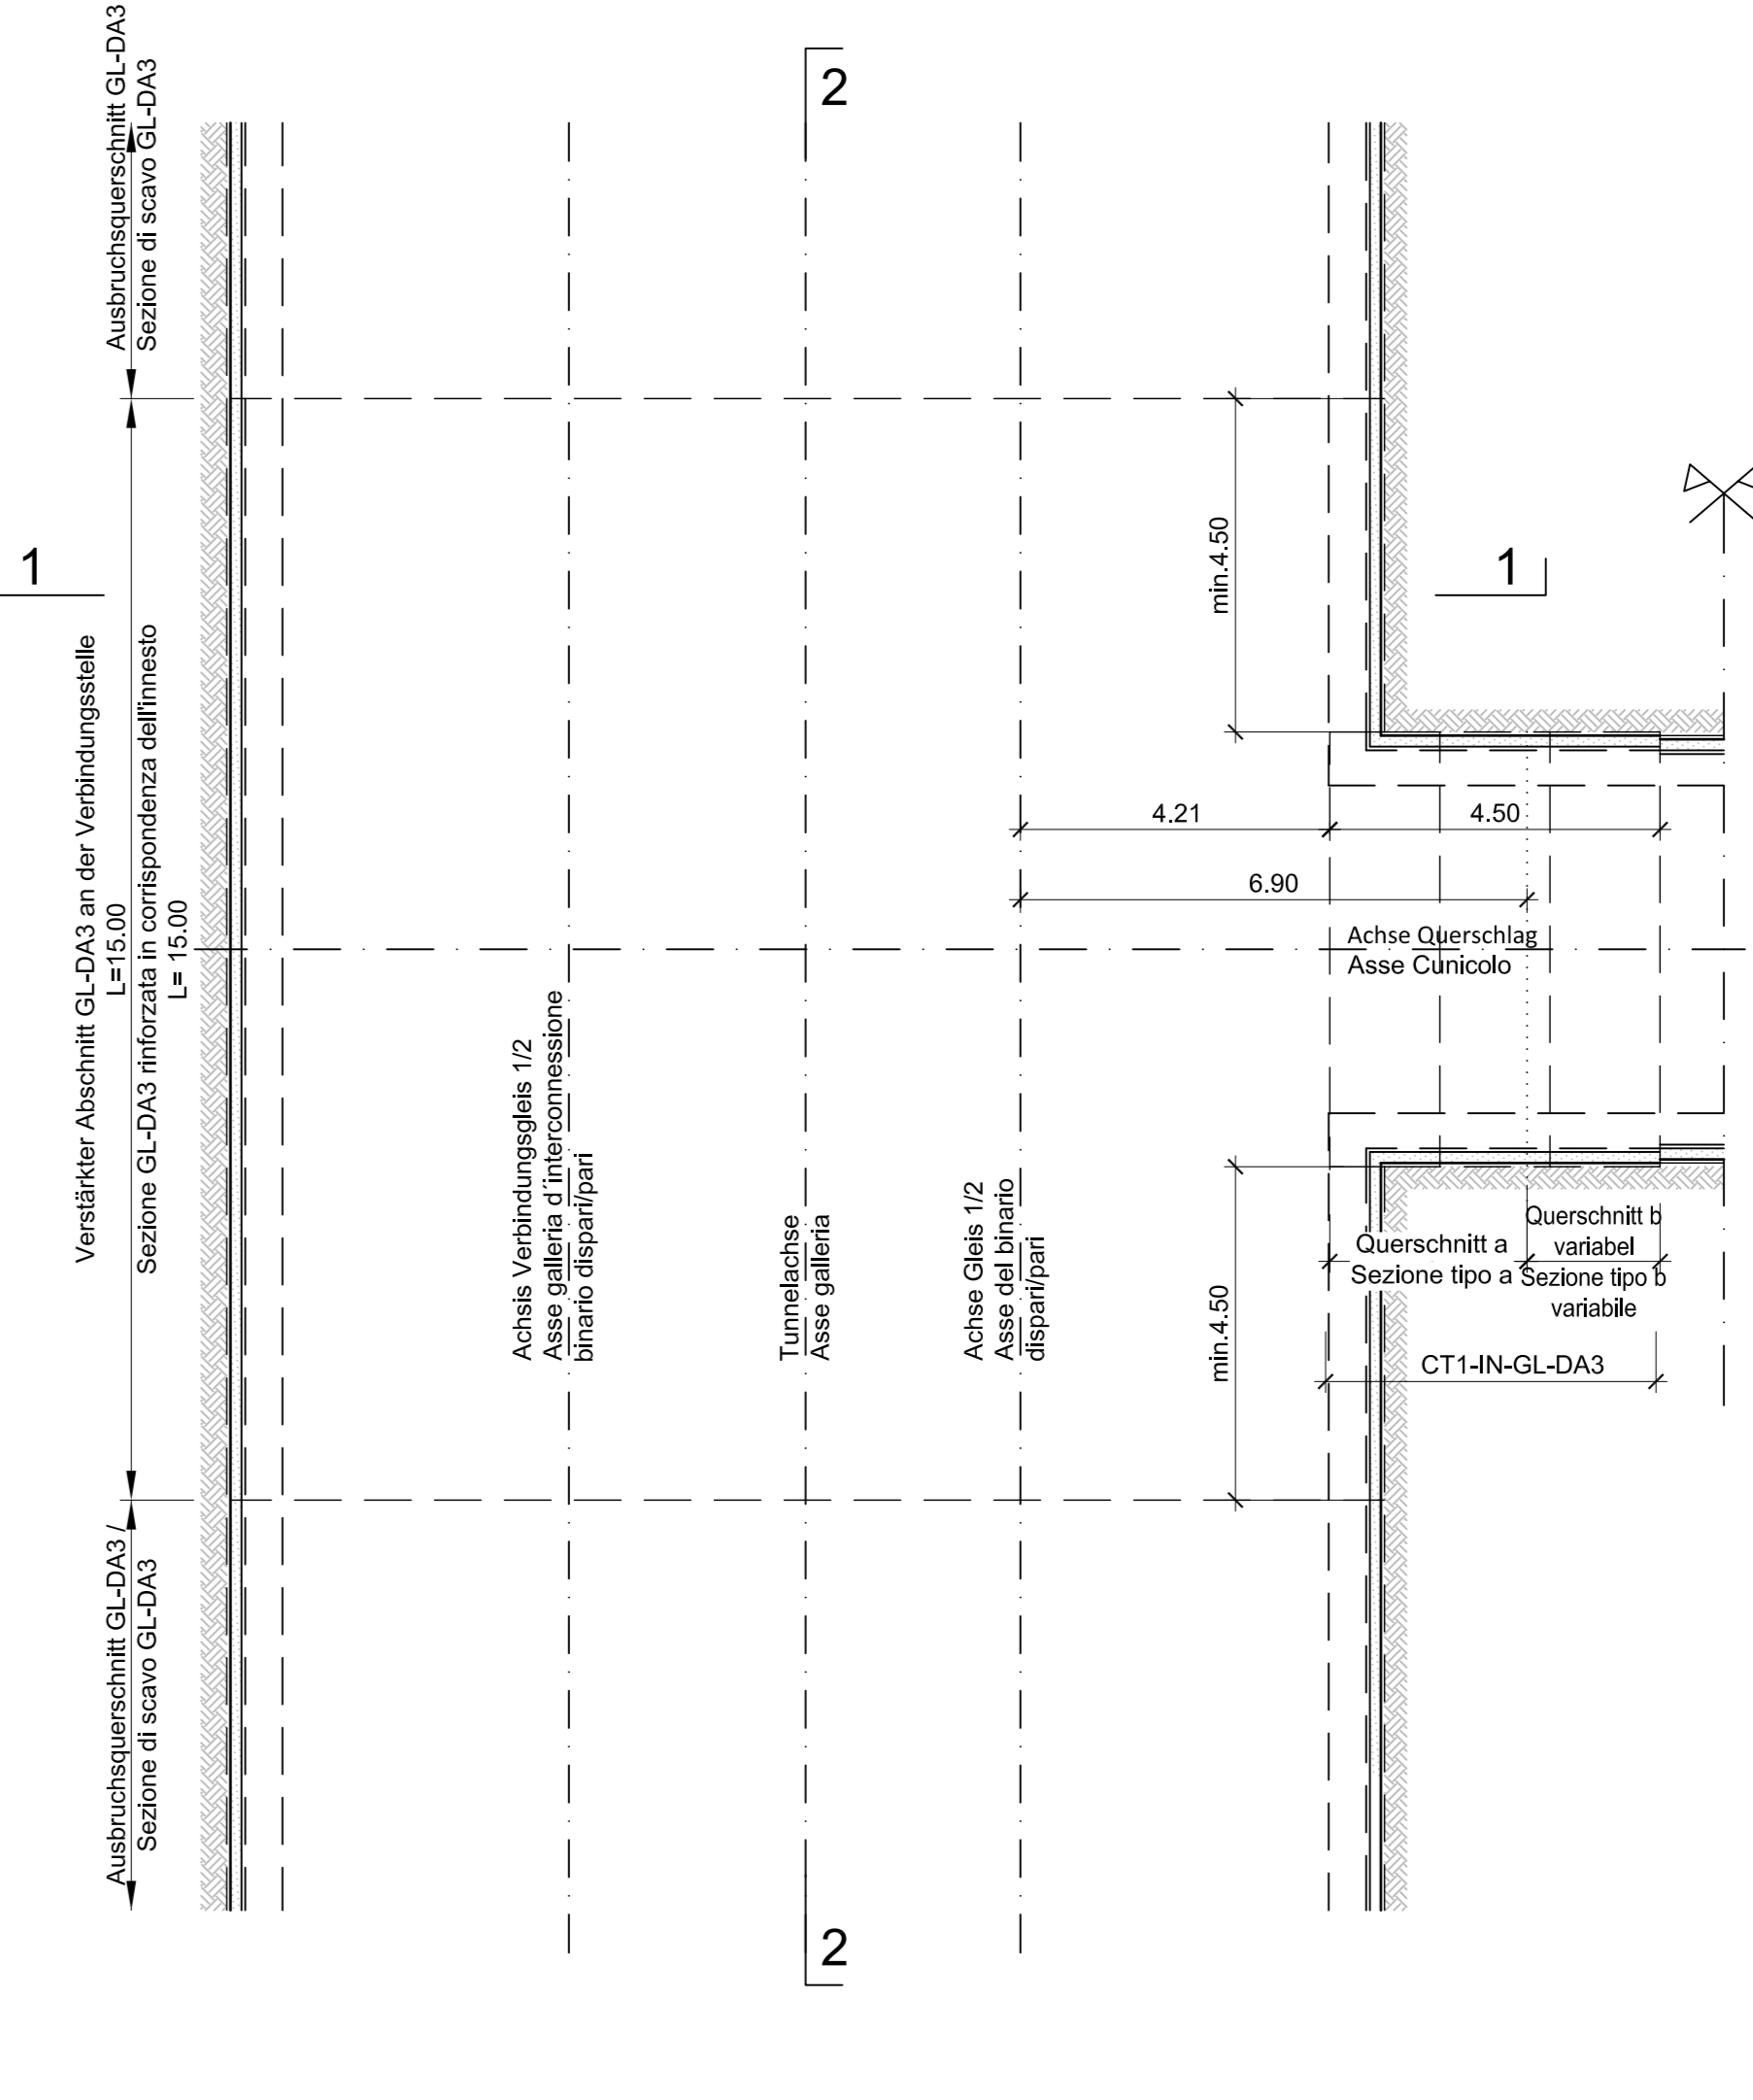 Ausbruchsquerschnitt GL-DA3
Sezione di scavo GL-DA3
2
1
1
min.4.50
Verstärkter Abschnitt GL-DA3 an der Verbindungsstelle
L=15.00
Sezione GL-DA3 rinforzata in corrispondenza dell'innesto
L= 15.00
4.21
4.50
6.90
Achse Querschlag
Asse Cunicolo
Achsis Verbindungsgleis 1/2
Asse galleria d´interconnessione
binario dispari/pari
Tunnelachse
Asse galleria
Achse Gleis 1/2
Asse del binario
dispari/pari
min.4.50
Querschnitt a
Sezione tipo a
Querschnitt b
variabel
Sezione tipo b
variabile
CT1-IN-GL-DA3
Ausbruchsquerschnitt GL-DA3 /
Sezione di scavo GL-DA3
2